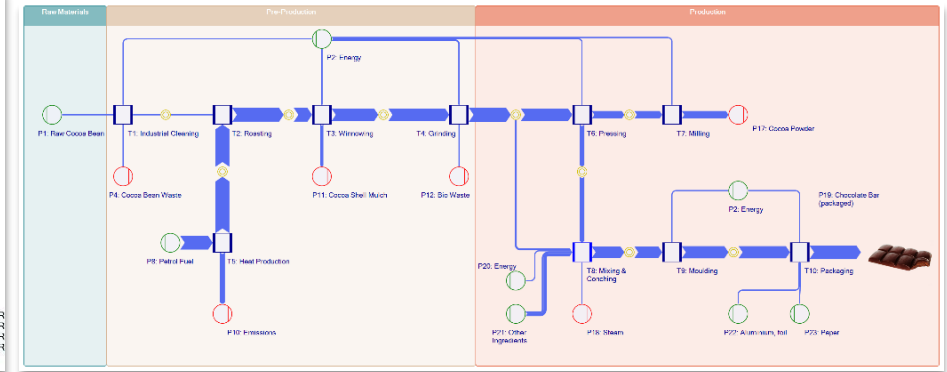 Raw Materials
Pre-Production
Production
P2: Energy
P1: Raw Cocoa Bean
T1: Industrial Cleaning
T2: Roasting
T3: Winnowing
T4: Grinding
T6: Pressing
T7: Milling
P17: Cocoa Powder
P4: Cocoa Bean Waste
P11: Cocoa Shell Mulch
P12: Bio Waste
P2: Energy
P19: Chocolate Bar
(packaged)
P8: Petrol Fuel
T5: Heat Production
P20: Energy
T8: Mixing &
Conching
T9: Moulding
T10: Packaging
P10: Emissions
P21: Other
Ingredients
P18: Steam
P22: Aluminium, foil
P23: Paper